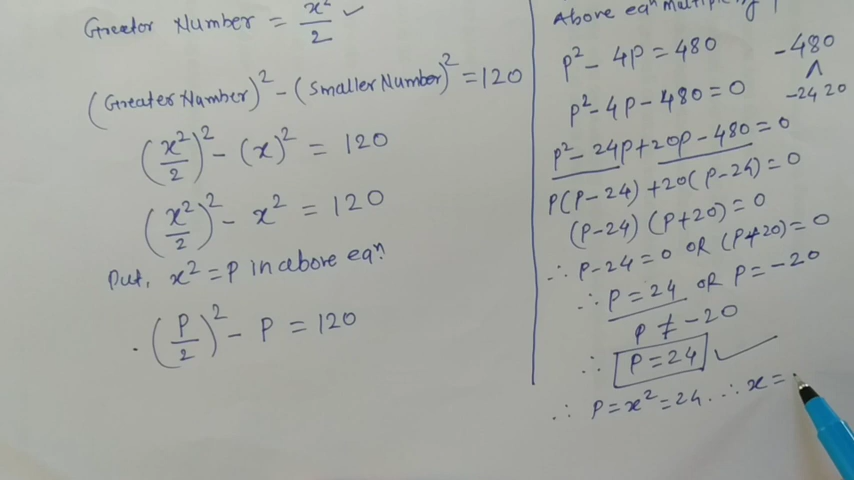 Greater Number = x²/2 ✓
(Greater Number)² - (Smaller Number)² = 120
(x²/2)² - (x)² = 120
(x²/2)² - x² = 120
Put, x² = P in above eqⁿ
(P/2)² - P = 120
Above eqⁿ multiple by
P² - 4P = 480
-480
P² - 4P - 480 = 0
-24 20
P² - 24P + 20P - 480 = 0
P(P-24) + 20(P-24) = 0
(P-24) (P+20) = 0
∴ P-24 = 0 OR (P+20) = 0
∴ P = 24 OR P = -20
P ≠ -20
∴ P = 24 ✓
∴ P = x² = 24 ∴ x =